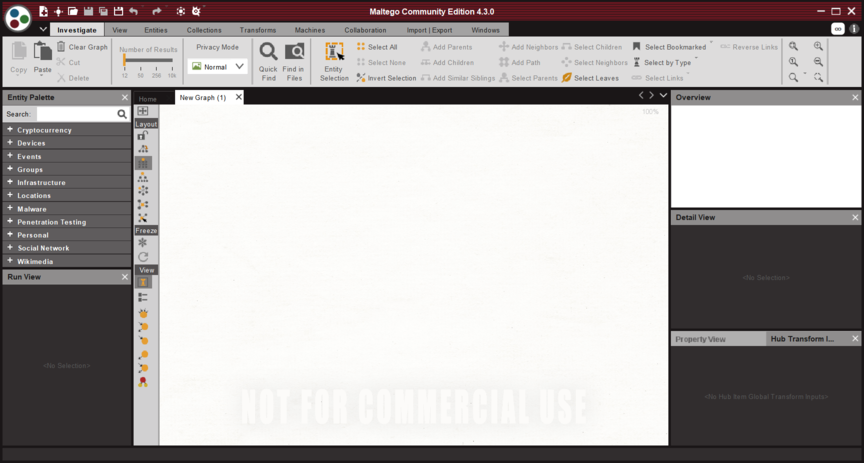 Maltego Community Edition 4.3.0
Investigate View Entities Collections Transforms Machines Collaboration Import | Export Windows
Copy
Paste
Clear Graph
Cut
Delete
Number of Results
12 50 256 10k
Privacy Mode
Normal
Quick Find
Find in Files
Entity Selection
Select All
Select None
Invert Selection
Add Parents
Add Children
Add Similar Siblings
Add Neighbors
Add Path
Select Parents
Select Children
Select Neighbors
Select Leaves
Select Bookmarked
Select by Type
Select Links
Reverse Links
Entity Palette
Search:
Cryptocurrency
Devices
Events
Groups
Infrastructure
Locations
Malware
Penetration Testing
Personal
Social Network
Wikimedia
Run View
<No Selection>
Home
New Graph (1)
Layout
Freeze
View
100%
NOT FOR COMMERCIAL USE
Overview
Detail View
<No Selection>
Property View
Hub Transform I...
<No Hub Item Global Transform Inputs>